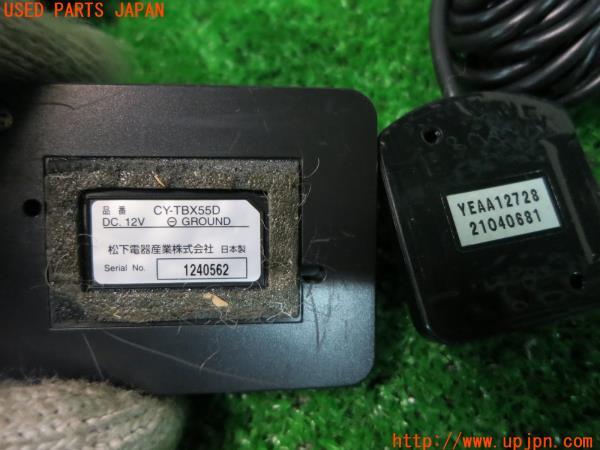 USED PARTS JAPAN
品 番 CY-TBX55D
DC. 12V ⊖ GROUND
松下電器産業株式会社 日本製
Serial No. 1240562
YEAA12728
21040681
http://www.upjpn.com/